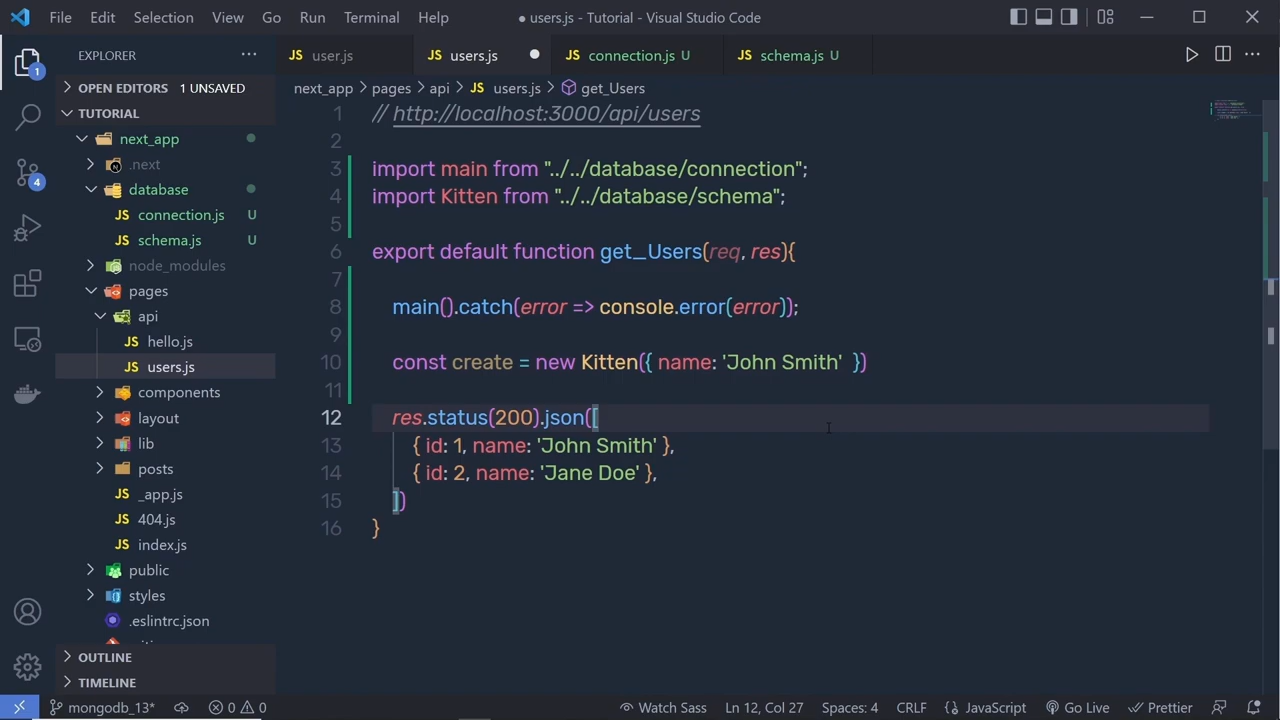 File Edit Selection View Go Run Terminal Help
● users.js - Tutorial - Visual Studio Code
EXPLORER
OPEN EDITORS 1 UNSAVED
TUTORIAL
next_app
.next
database
connection.js U
schema.js U
node_modules
pages
api
hello.js
users.js
components
layout
lib
posts
_app.js
404.js
index.js
public
styles
.eslintrc.json
OUTLINE
TIMELINE
1
4
JS user.js JS users.js JS connection.js U JS schema.js U
next_app > pages > api > JS users.js > get_Users
1 // http://localhost:3000/api/users
2
3 import main from "../../database/connection";
4 import Kitten from "../../database/schema";
5
6 export default function get_Users(req, res){
7
8 main().catch(error => console.error(error));
9
10 const create = new Kitten({ name: 'John Smith' })
11
12 res.status(200).json([
13 { id: 1, name: 'John Smith' },
14 { id: 2, name: 'Jane Doe' },
15 ])
16 }
mongodb_13* 0 0 Watch Sass Ln 12, Col 27 Spaces: 4 CRLF {} JavaScript Go Live Prettier